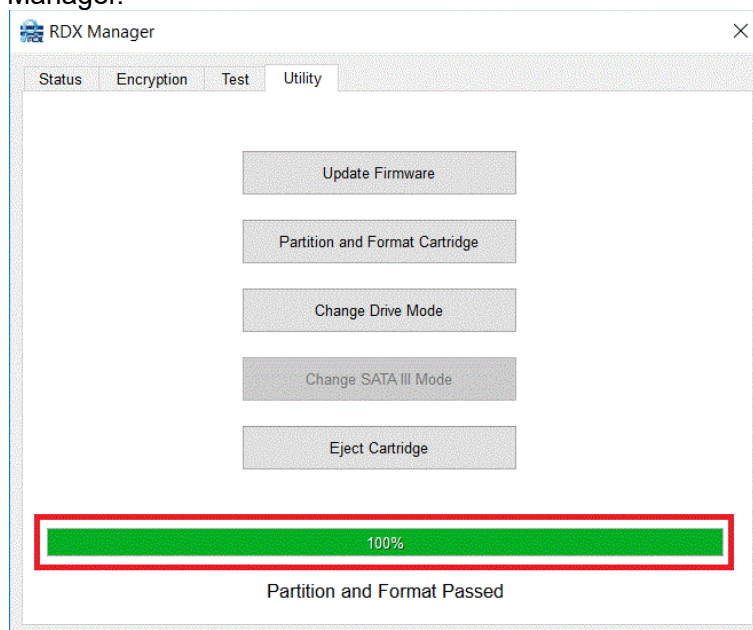 Manager.
RDX Manager
Status Encryption Test Utility
Update Firmware
Partition and Format Cartridge
Change Drive Mode
Change SATA III Mode
Eject Cartridge
100%
Partition and Format Passed